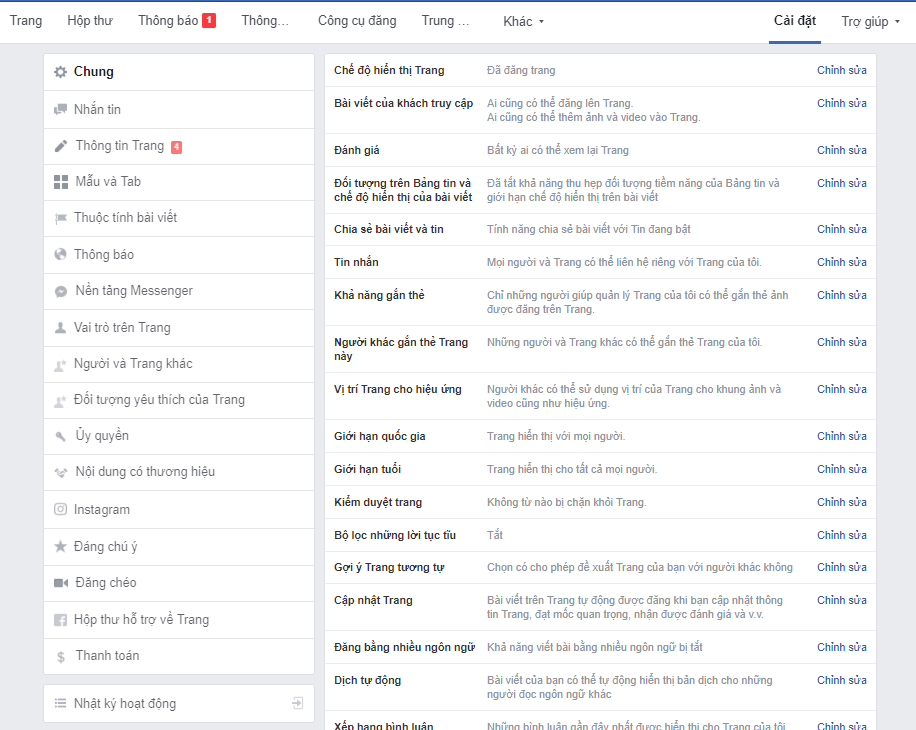 Trang Hộp thư Thông báo 1 Thông... Công cụ đăng Trung ... Khác Cài đặt Trợ giúp
Chung
Nhắn tin
Thông tin Trang 4
Mẫu và Tab
Thuộc tính bài viết
Thông báo
Nền tảng Messenger
Vai trò trên Trang
Người và Trang khác
Đối tượng yêu thích của Trang
Ủy quyền
Nội dung có thương hiệu
Instagram
Đáng chú ý
Đăng chéo
Hộp thư hỗ trợ về Trang
Thanh toán
Nhật ký hoạt động
Chế độ hiển thị Trang Đã đăng trang Chỉnh sửa
Bài viết của khách truy cập Ai cũng có thể đăng lên Trang. Chỉnh sửa
Ai cũng có thể thêm ảnh và video vào Trang.
Đánh giá Bất kỳ ai có thể xem lại Trang Chỉnh sửa
Đối tượng trên Bảng tin và Đã tắt khả năng thu hẹp đối tượng tiềm năng của Bảng tin và Chỉnh sửa
chế độ hiển thị của bài viết giới hạn chế độ hiển thị trên bài viết
Chia sẻ bài viết và tin Tính năng chia sẻ bài viết với Tin đang bật Chỉnh sửa
Tin nhắn Mọi người và Trang có thể liên hệ riêng với Trang của tôi. Chỉnh sửa
Khả năng gắn thẻ Chỉ những người giúp quản lý Trang của tôi có thể gắn thẻ ảnh Chỉnh sửa
được đăng trên Trang.
Người khác gắn thẻ Trang Những người và Trang khác có thể gắn thẻ Trang của tôi. Chỉnh sửa
này
Vị trí Trang cho hiệu ứng Người khác có thể sử dụng vị trí của Trang cho khung ảnh và Chỉnh sửa
video cũng như hiệu ứng.
Giới hạn quốc gia Trang hiển thị với mọi người. Chỉnh sửa
Giới hạn tuổi Trang hiển thị cho tất cả mọi người. Chỉnh sửa
Kiểm duyệt trang Không từ nào bị chặn khỏi Trang. Chỉnh sửa
Bộ lọc những lời tục tĩu Tắt Chỉnh sửa
Gợi ý Trang tương tự Chọn có cho phép đề xuất Trang của bạn với người khác không Chỉnh sửa
Cập nhật Trang Bài viết trên Trang tự động được đăng khi bạn cập nhật thông Chỉnh sửa
tin Trang, đạt mốc quan trọng, nhận được đánh giá và v.v.
Đăng bằng nhiều ngôn ngữ Khả năng viết bài bằng nhiều ngôn ngữ bị tắt Chỉnh sửa
Dịch tự động Bài viết của bạn có thể tự động hiển thị bản dịch cho những Chỉnh sửa
người đọc ngôn ngữ khác
Xếp hạng bình luận Những bình luận gần đây nhất được hiển thị cho Trang của tôi Chỉnh sửa